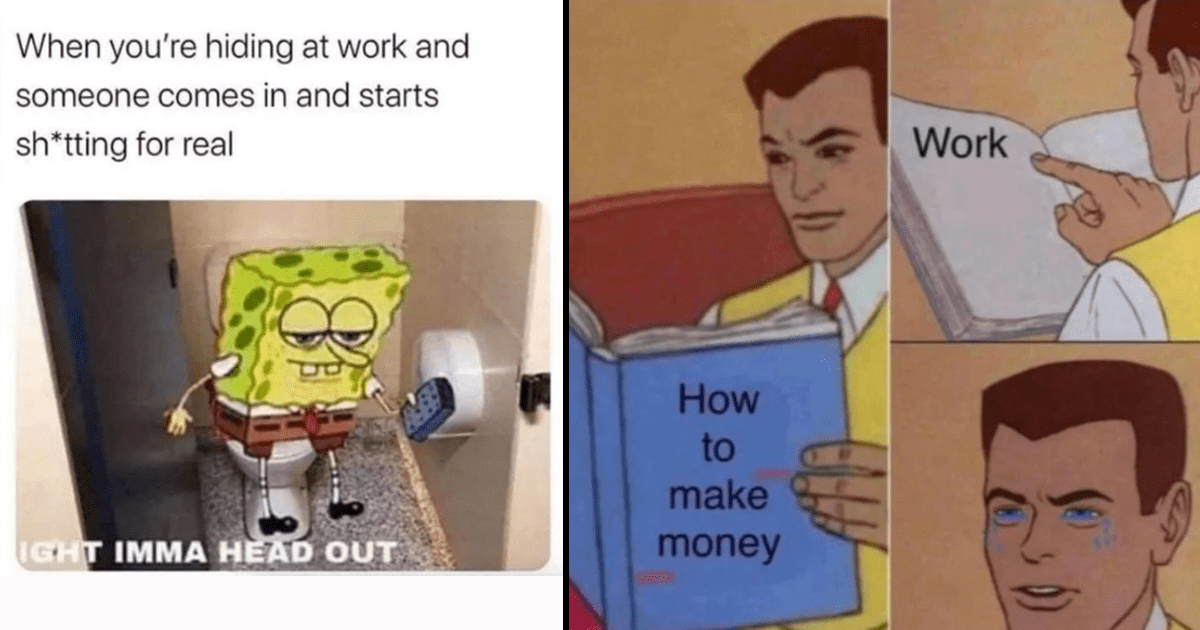 When you're hiding at work and
someone comes in and starts
sh*tting for real
IGHT IMMA HEAD OUT
How
to
make
money
Work